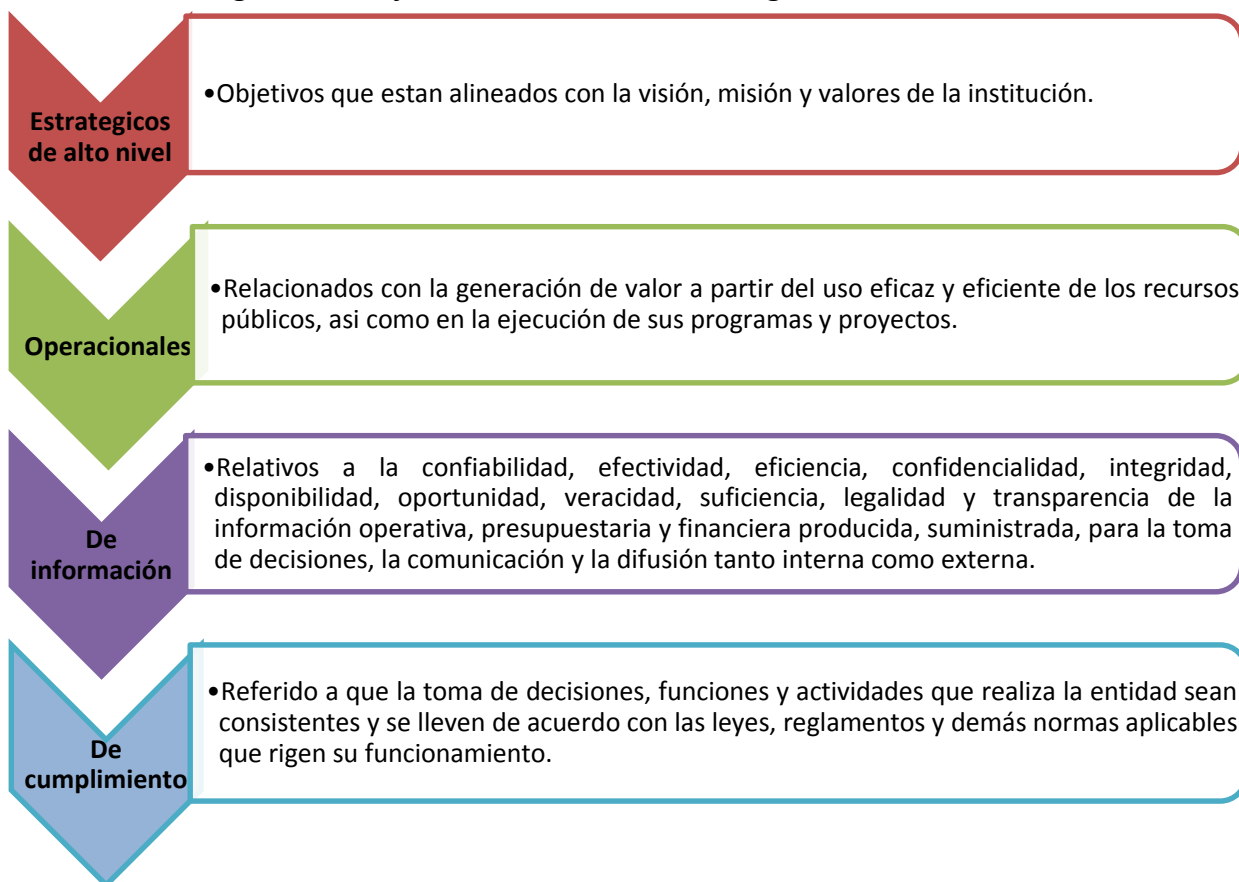 Estrategicos
de alto nivel
•Objetivos que estan alineados con la visión, misión y valores de la institución.
Operacionales
•Relacionados con la generación de valor a partir del uso eficaz y eficiente de los recursos
públicos, asi como en la ejecución de sus programas y proyectos.
De
información
•Relativos a la confiabilidad, efectividad, eficiencia, confidencialidad, integridad,
disponibilidad, oportunidad, veracidad, suficiencia, legalidad y transparencia de la
información operativa, presupuestaria y financiera producida, suministrada, para la toma
de decisiones, la comunicación y la difusión tanto interna como externa.
De
cumplimiento
•Referido a que la toma de decisiones, funciones y actividades que realiza la entidad sean
consistentes y se lleven de acuerdo con las leyes, reglamentos y demás normas aplicables
que rigen su funcionamiento.